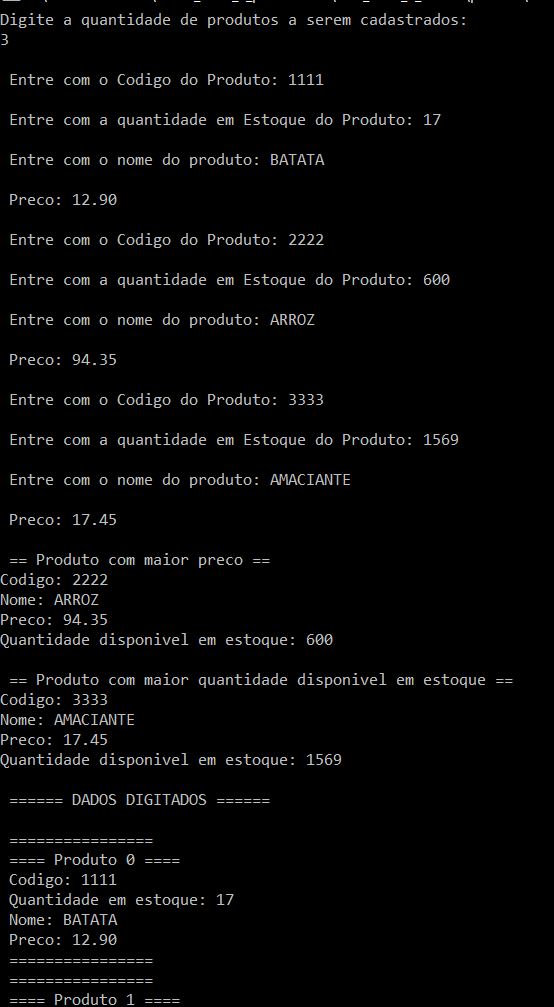 Digite a quantidade de produtos a serem cadastrados:
3
Entre com o Codigo do Produto: 1111
Entre com a quantidade em Estoque do Produto: 17
Entre com o nome do produto: BATATA
Preco: 12.90
Entre com o Codigo do Produto: 2222
Entre com a quantidade em Estoque do Produto: 600
Entre com o nome do produto: ARROZ
Preco: 94.35
Entre com o Codigo do Produto: 3333
Entre com a quantidade em Estoque do Produto: 1569
Entre com o nome do produto: AMACIANTE
Preco: 17.45
== Produto com maior preco ==
Codigo: 2222
Nome: ARROZ
Preco: 94.35
Quantidade disponivel em estoque: 600
== Produto com maior quantidade disponivel em estoque ==
Codigo: 3333
Nome: AMACIANTE
Preco: 17.45
Quantidade disponivel em estoque: 1569
====== DADOS DIGITADOS ======
================
==== Produto 0 ====
Codigo: 1111
Quantidade em estoque: 17
Nome: BATATA
Preco: 12.90
================
================
==== Produto 1 ====